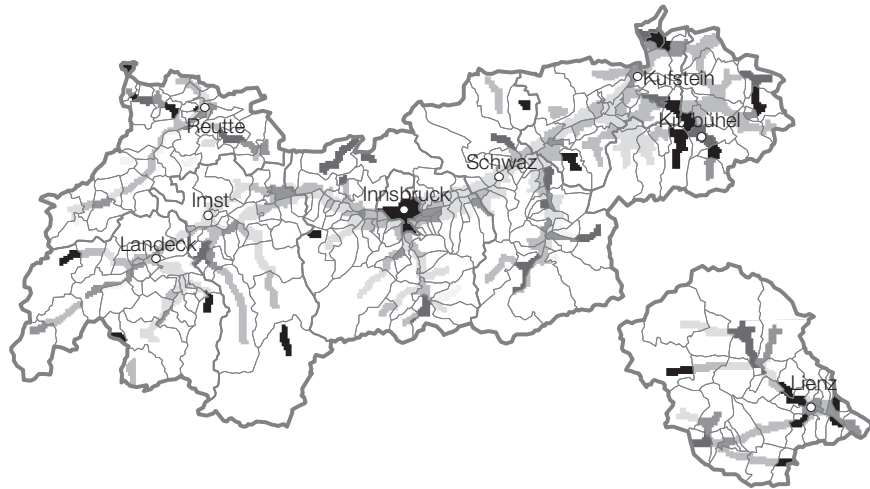 Kufstein
Kitzbühel
Reutte
Schwaz
Imst
Innsbruck
Landeck
Lienz